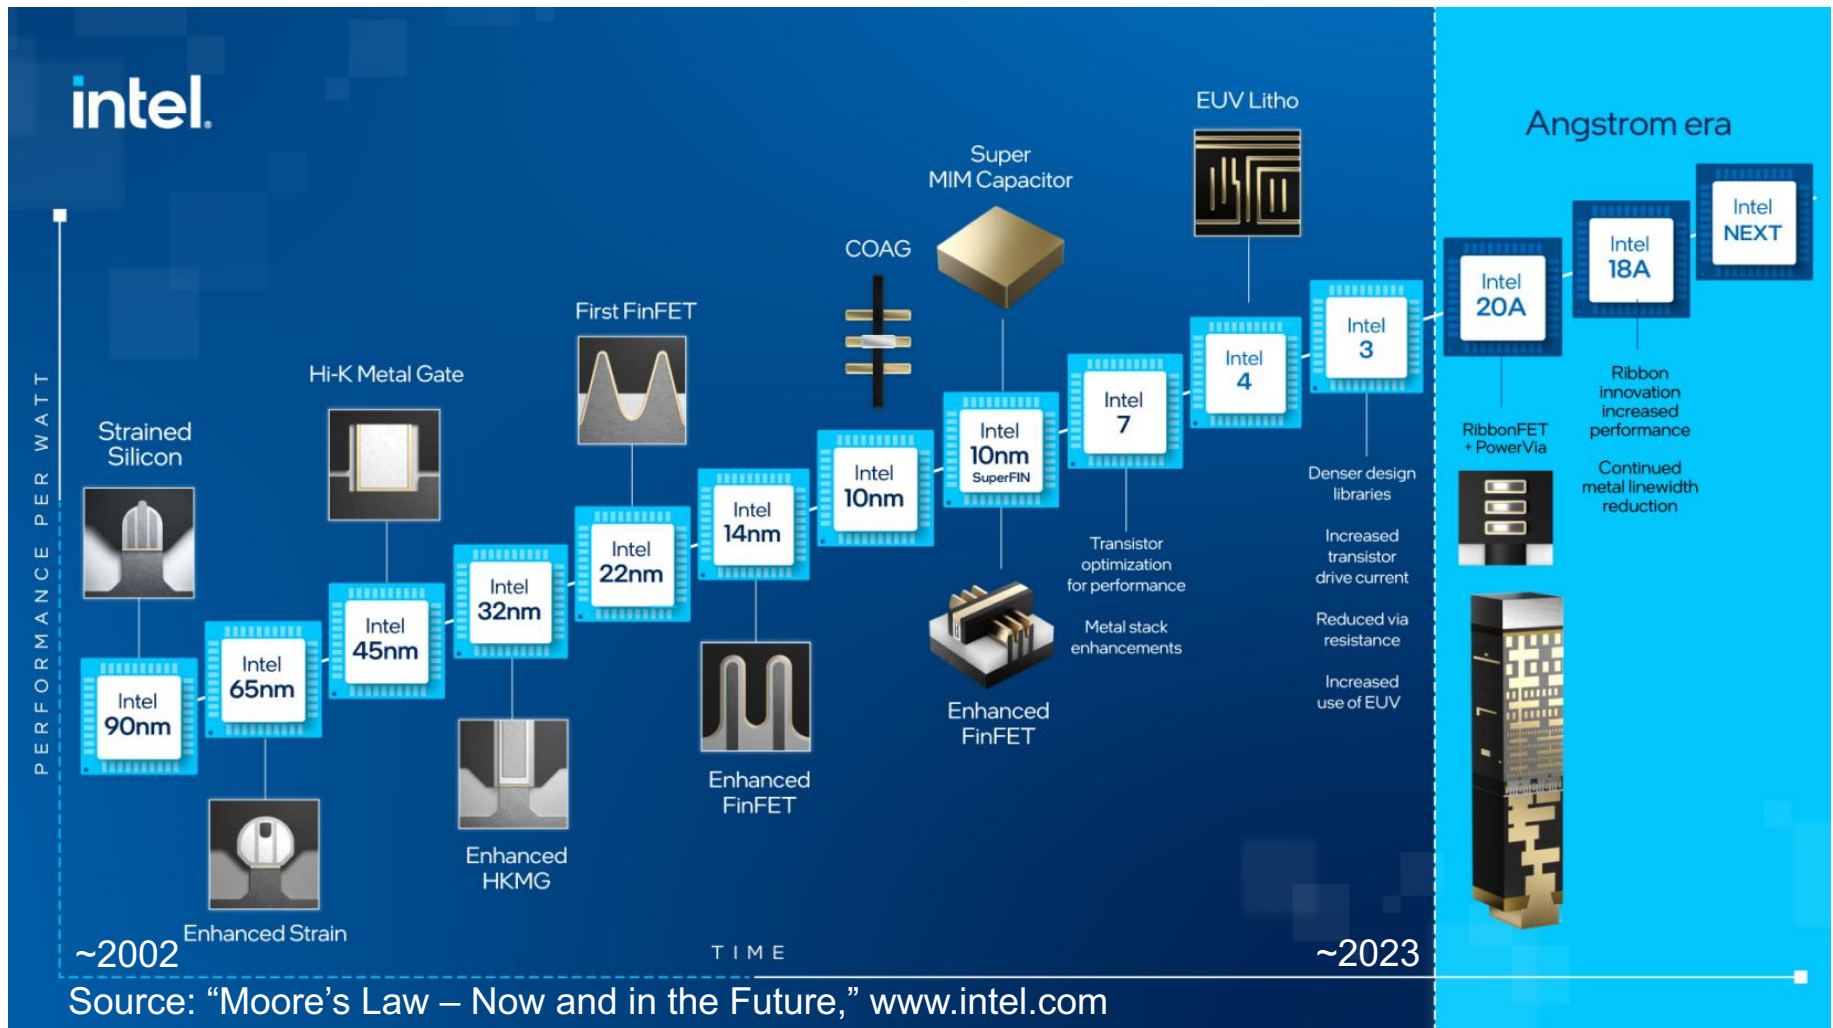 intel.
PERFORMANCE PER WATT
Strained
Silicon
Intel
90nm
Intel
65nm
Enhanced Strain
Hi-K Metal Gate
Intel
45nm
Intel
32nm
Enhanced
HKMG
First FinFET
Intel
22nm
Intel
14nm
Enhanced
FinFET
COAG
Intel
10nm
Super
MIM Capacitor
Intel
10nm
SuperFIN
Enhanced
FinFET
Intel
7
Transistor
optimization
for performance
Metal stack
enhancements
EUV Litho
Intel
4
Intel
3
Denser design
libraries
Increased
transistor
drive current
Reduced via
resistance
Increased
use of EUV
Angstrom era
Intel
20A
RibbonFET
+ PowerVia
Intel
18A
Ribbon
innovation
increased
performance
Continued
metal linewidth
reduction
Intel
NEXT
~2002
TIME
~2023
Source: “Moore’s Law – Now and in the Future,” www.intel.com